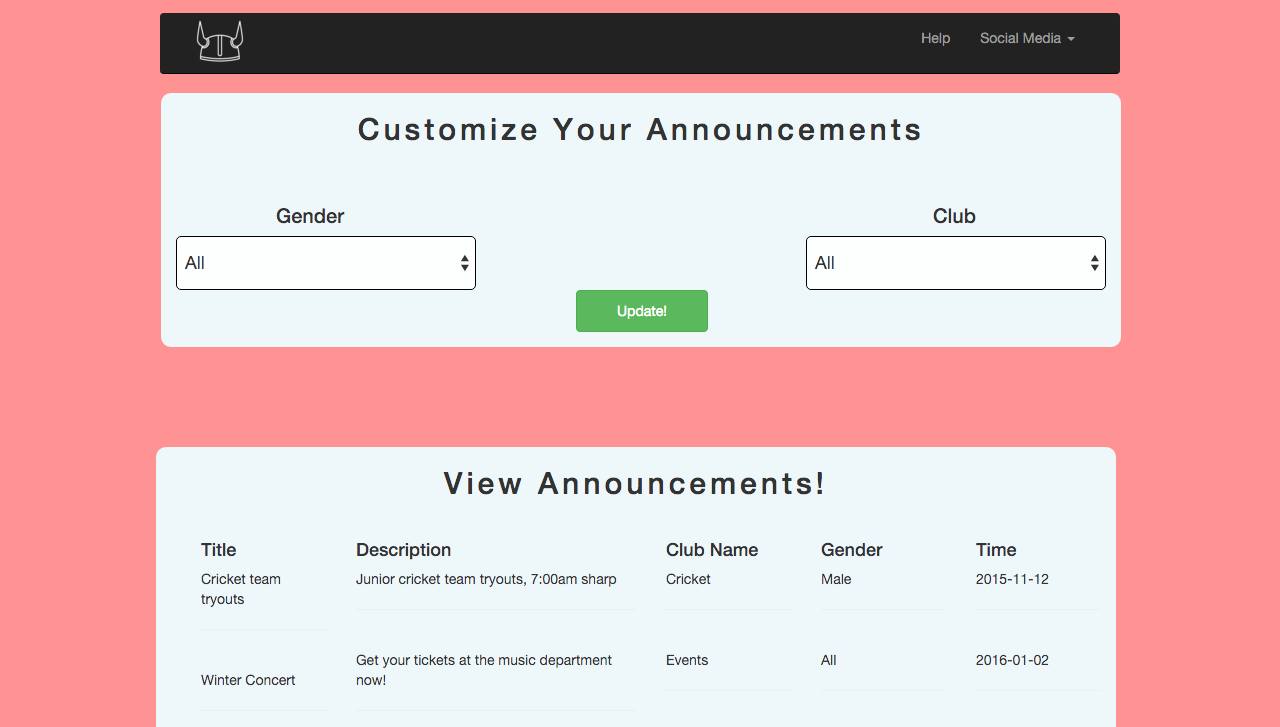 Help Social Media
Customize Your Announcements
Gender Club
All All
Update!
View Announcements!
Title Description Club Name Gender Time
Cricket team Junior cricket team tryouts, 7:00am sharp Cricket Male 2015-11-12
tryouts
Get your tickets at the music department Events All 2016-01-02
Winter Concert now!